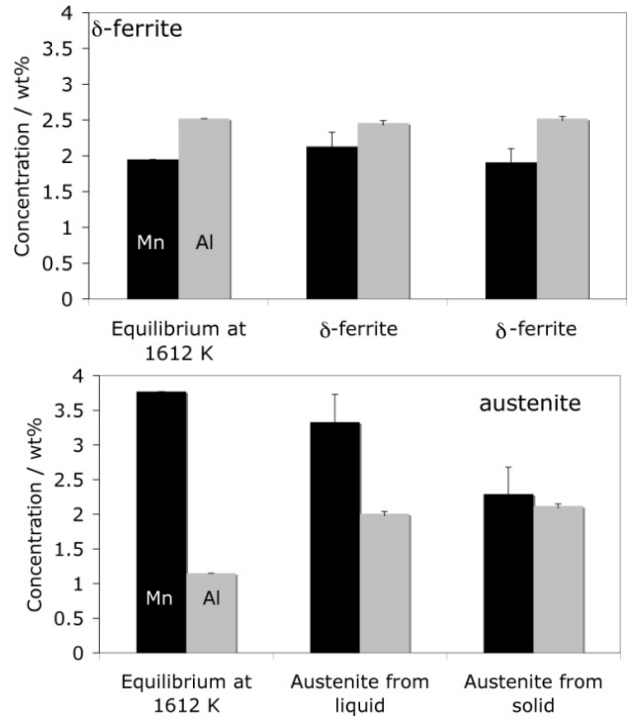 δ-ferrite
Concentration / wt%
4
3.5
3
2.5
2
1.5
1
0.5
0
Mn
Al
Equilibrium at
1612 K
δ-ferrite
δ-ferrite
austenite
Concentration / wt%
4
3.5
3
2.5
2
1.5
1
0.5
0
Mn
Al
Equilibrium at
1612 K
Austenite from
liquid
Austenite from
solid